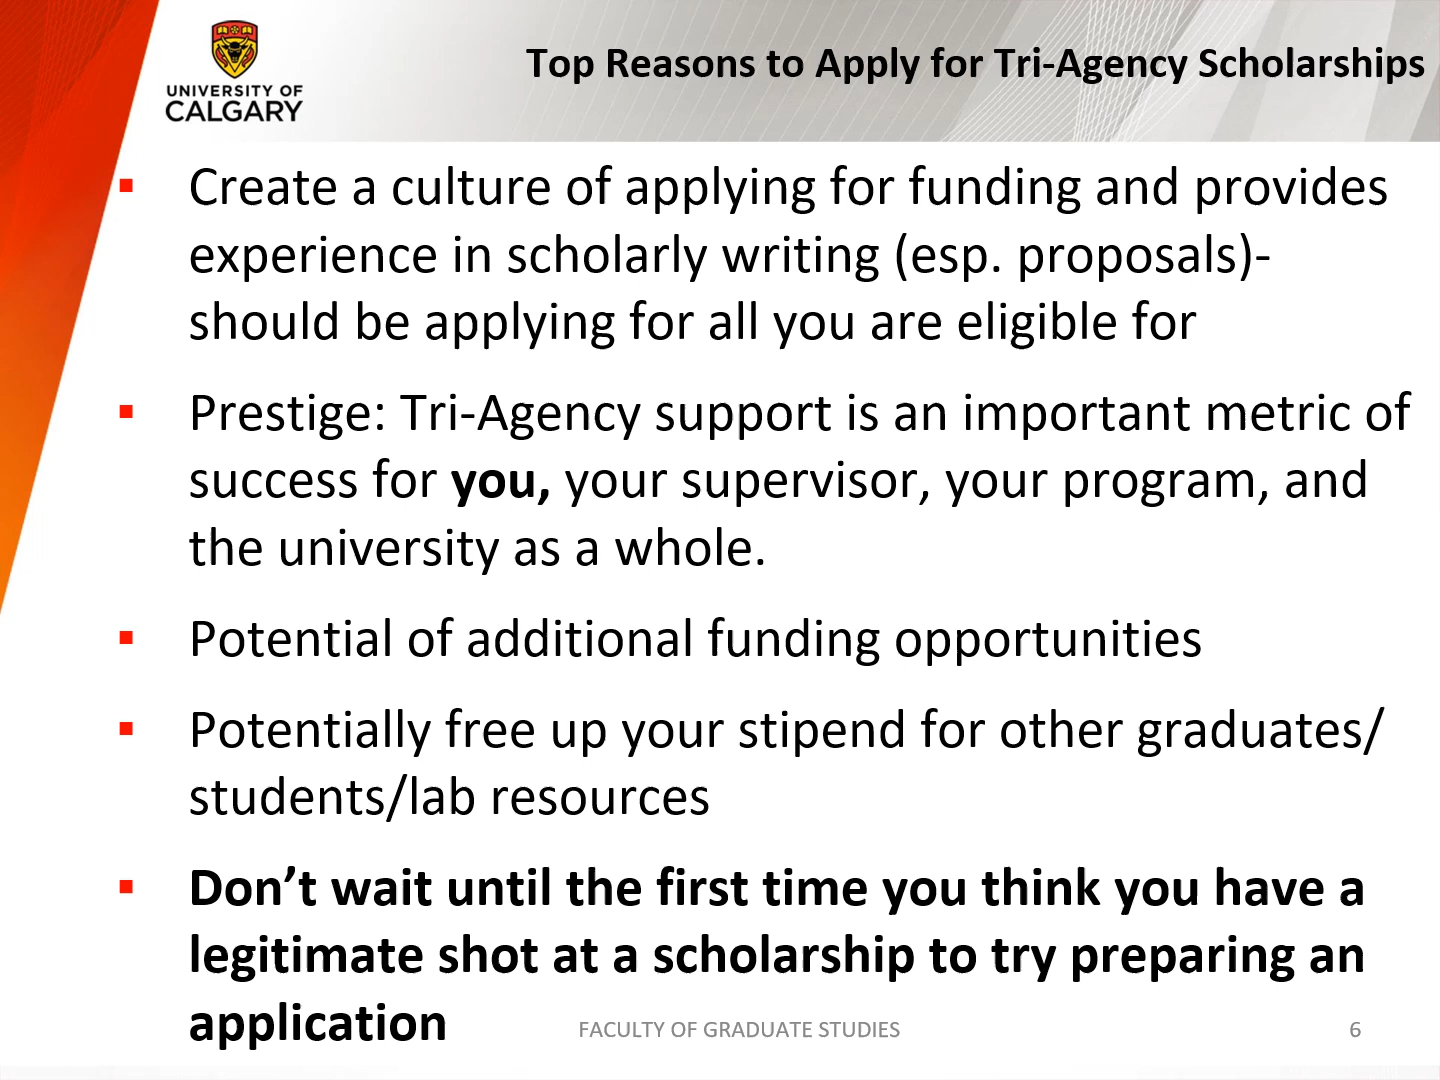 UNIVERSITY OF
CALGARY
Top Reasons to Apply for Tri-Agency Scholarships
▪ Create a culture of applying for funding and provides
experience in scholarly writing (esp. proposals)-
should be applying for all you are eligible for
▪ Prestige: Tri-Agency support is an important metric of
success for you, your supervisor, your program, and
the university as a whole.
▪ Potential of additional funding opportunities
▪ Potentially free up your stipend for other graduates/
students/lab resources
▪ Don’t wait until the first time you think you have a
legitimate shot at a scholarship to try preparing an
application
FACULTY OF GRADUATE STUDIES
6